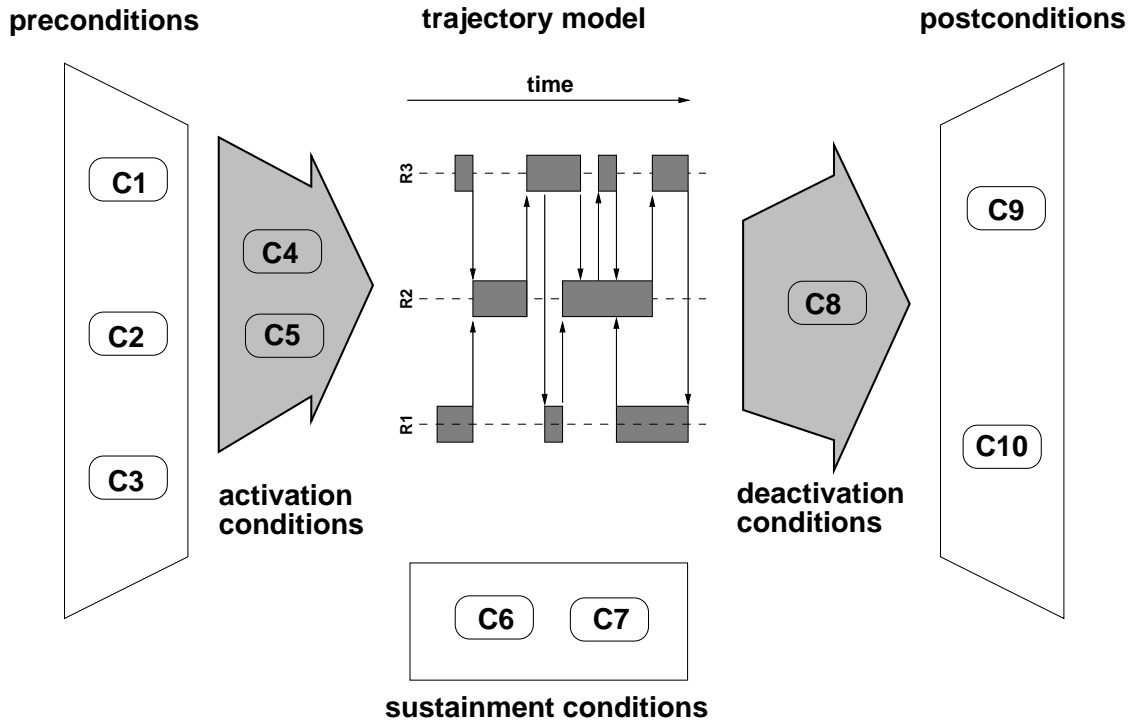 preconditions
trajectory model
postconditions
time
C1
C2
C3
C4
C5
activation
conditions
R3
R2
R1
C8
deactivation
conditions
C9
C10
C6
C7
sustainment conditions